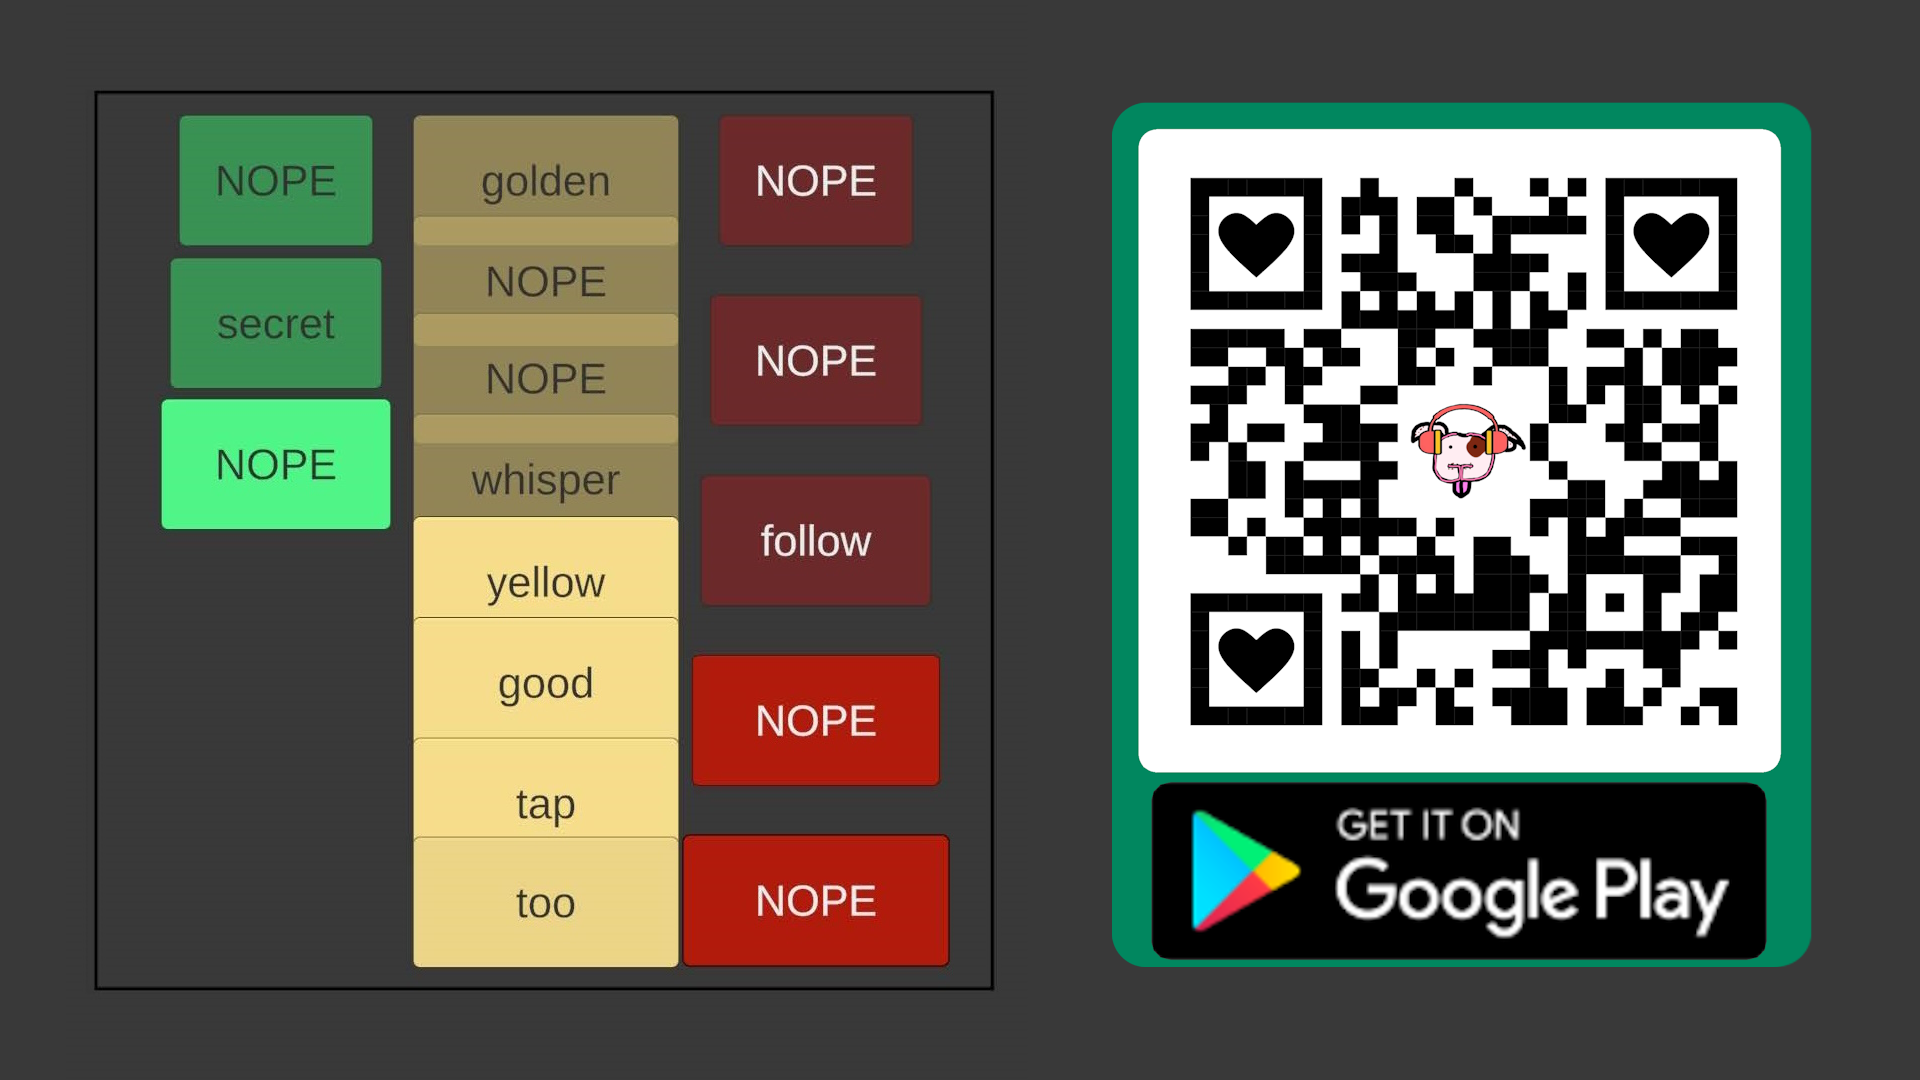 NOPE
secret
NOPE
golden
NOPE
NOPE
whisper
yellow
good
tap
too
NOPE
NOPE
follow
NOPE
NOPE
GET IT ON
Google Play